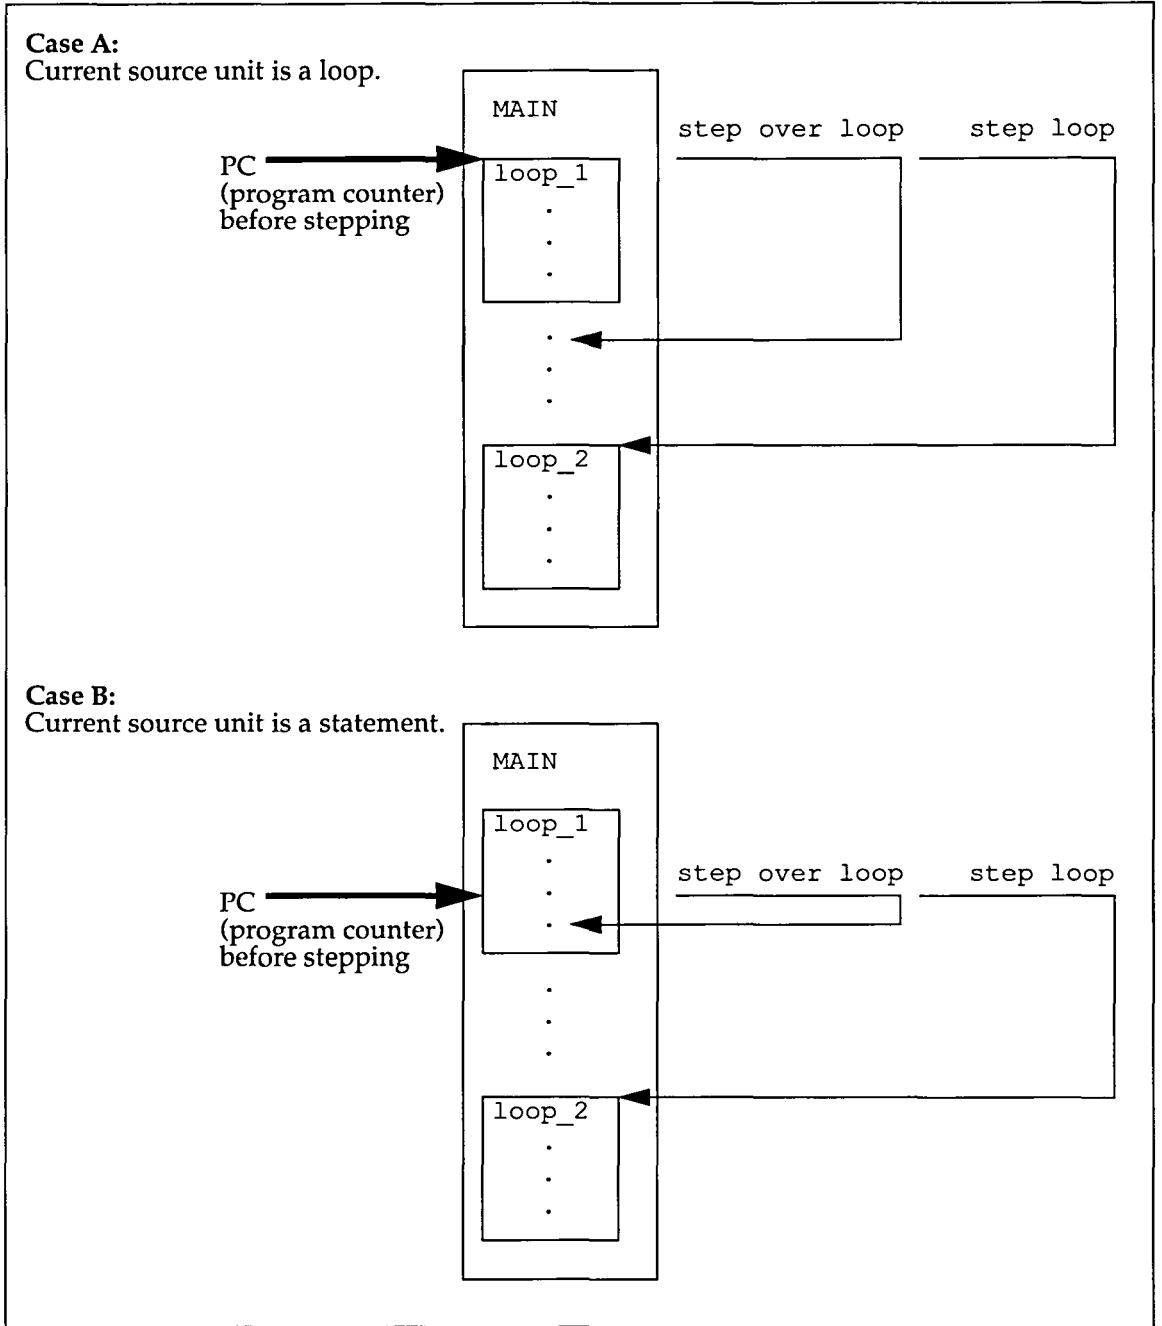 Case A:
Current source unit is a loop.
MAIN
step over loop
step loop
PC
(program counter)
before stepping
loop_1
loop_2
Case B:
Current source unit is a statement.
MAIN
loop_1
step over loop
step loop
PC
(program counter)
before stepping
loop_2